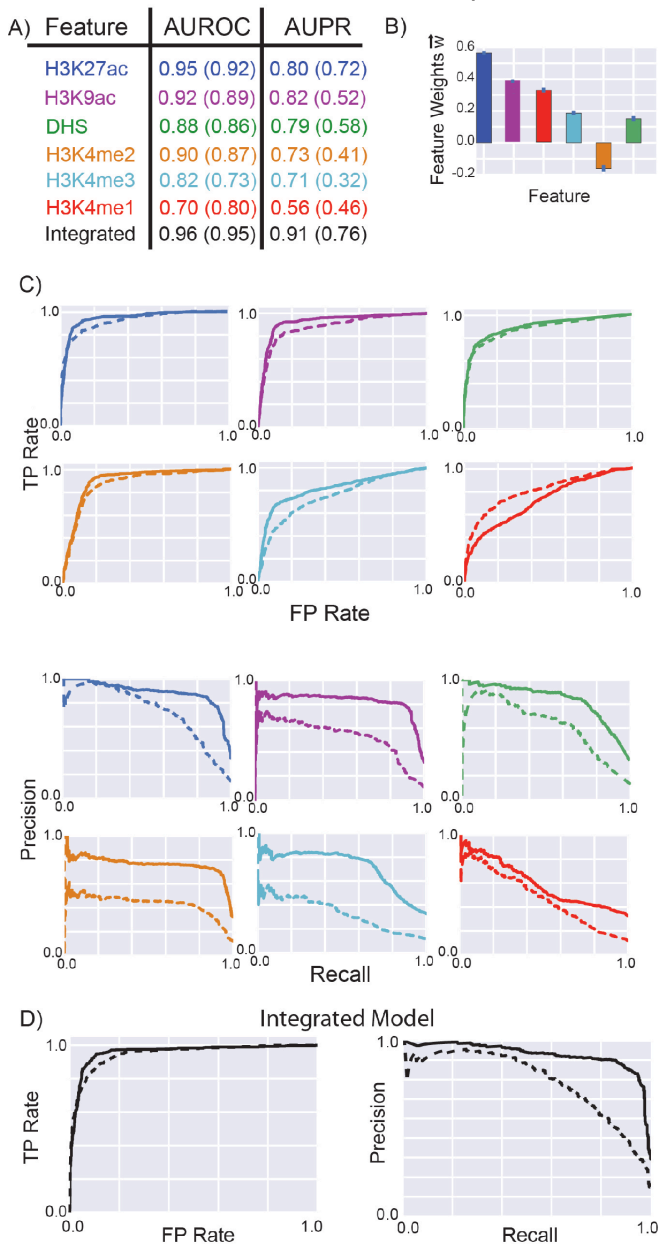 A)
Feature AUROC AUPR
H3K27ac 0.95 (0.92) 0.80 (0.72)
H3K9ac 0.92 (0.89) 0.82 (0.52)
DHS 0.88 (0.86) 0.79 (0.58)
H3K4me2 0.90 (0.87) 0.73 (0.41)
H3K4me3 0.82 (0.73) 0.71 (0.32)
H3K4me1 0.70 (0.80) 0.56 (0.46)
Integrated 0.96 (0.95) 0.91 (0.76)
B)
Feature Weights w
0.6
0.4
0.2
0.0
-0.2
Feature
C)
TP Rate
1.0 1.0 1.0
0.0 0.0 0.0
0.0 1.0 0.0 1.0 0.0 1.0
1.0 1.0 1.0
0.0 0.0 0.0
0.0 1.0 0.0 1.0 0.0 1.0
FP Rate
Precision
1.0 1.0 1.0
0.0 0.0 0.0
0.0 1.0 0.0 1.0 0.0 1.0
1.0 1.0 1.0
0.0 0.0 0.0
0.0 1.0 0.0 1.0 0.0 1.0
Recall
D)
Integrated Model
TP Rate
1.0
0.0
0.0 1.0
FP Rate
Precision
1.0
0.0
0.0 1.0
Recall